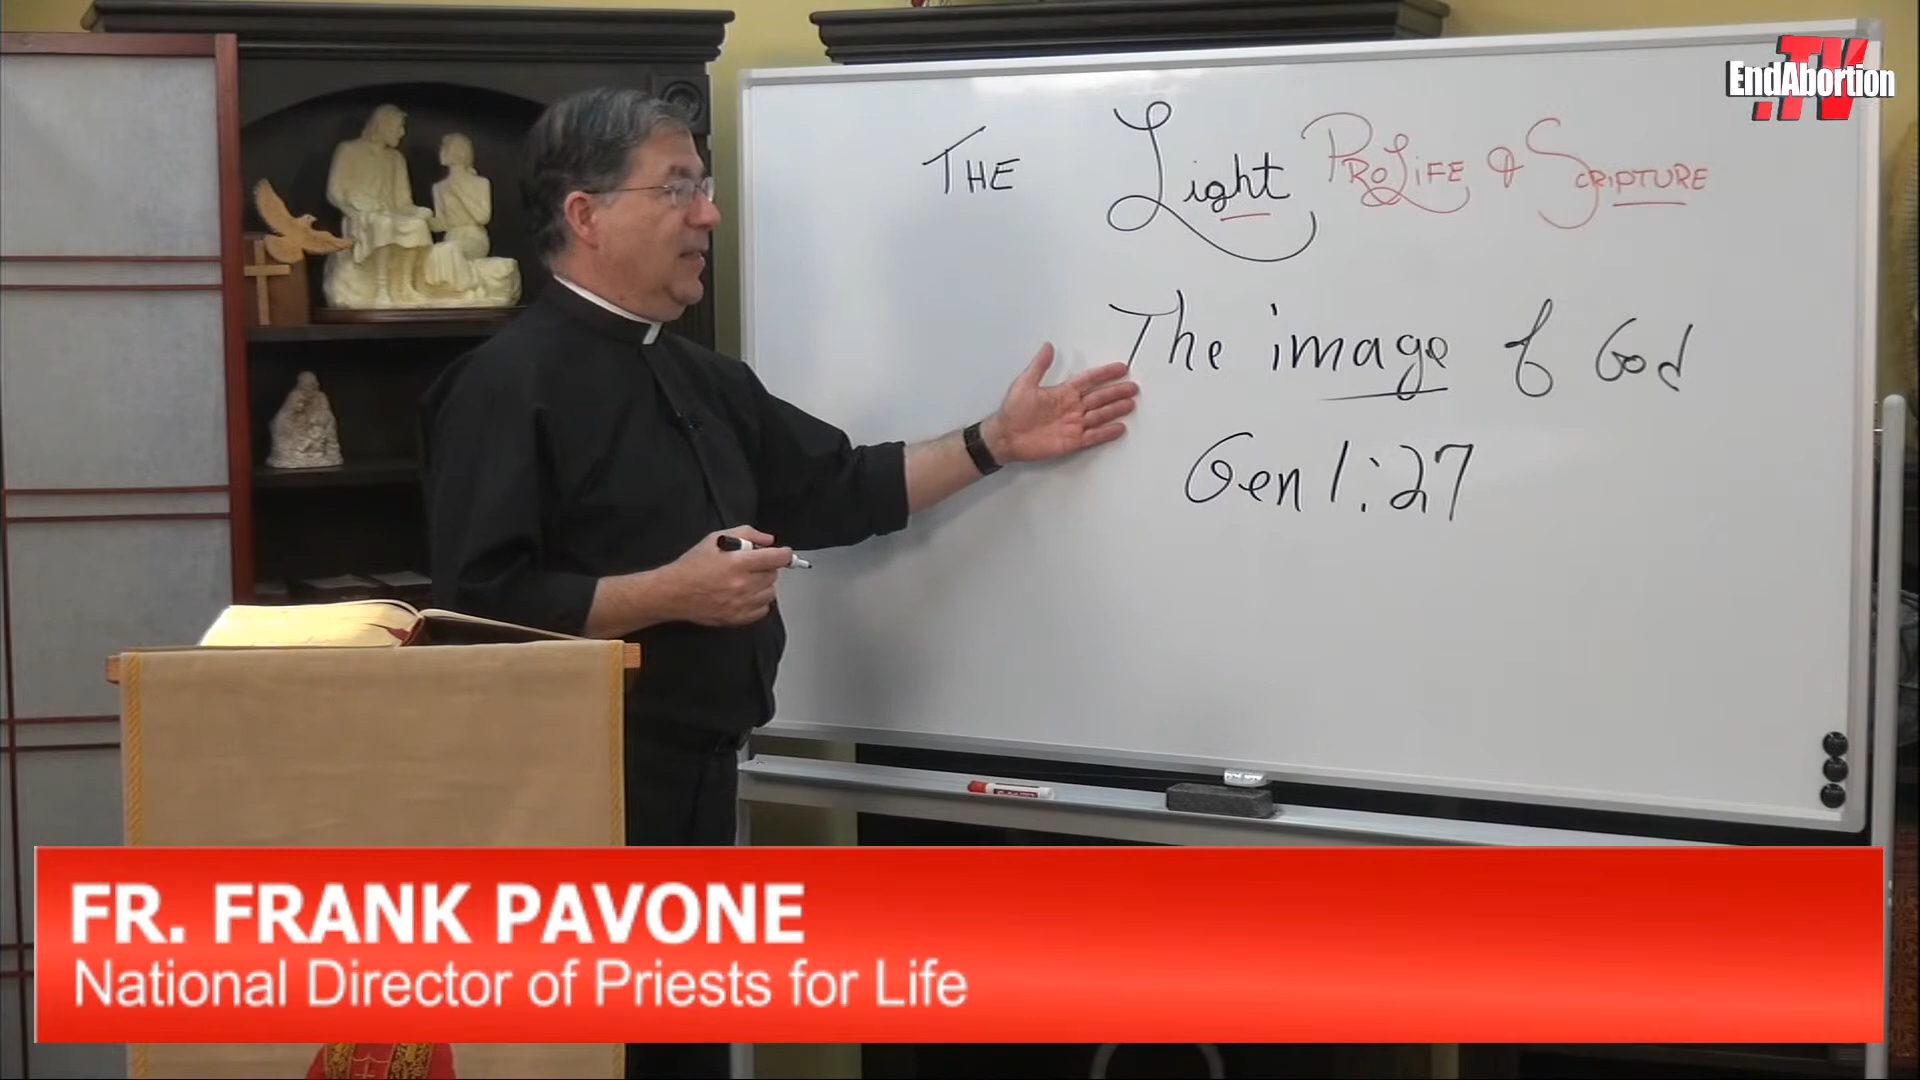 EndAbortion
.TV
THE Light PROLIFE & SCRIPTURE
The image of God
Gen 1:27
FR. FRANK PAVONE
National Director of Priests for Life